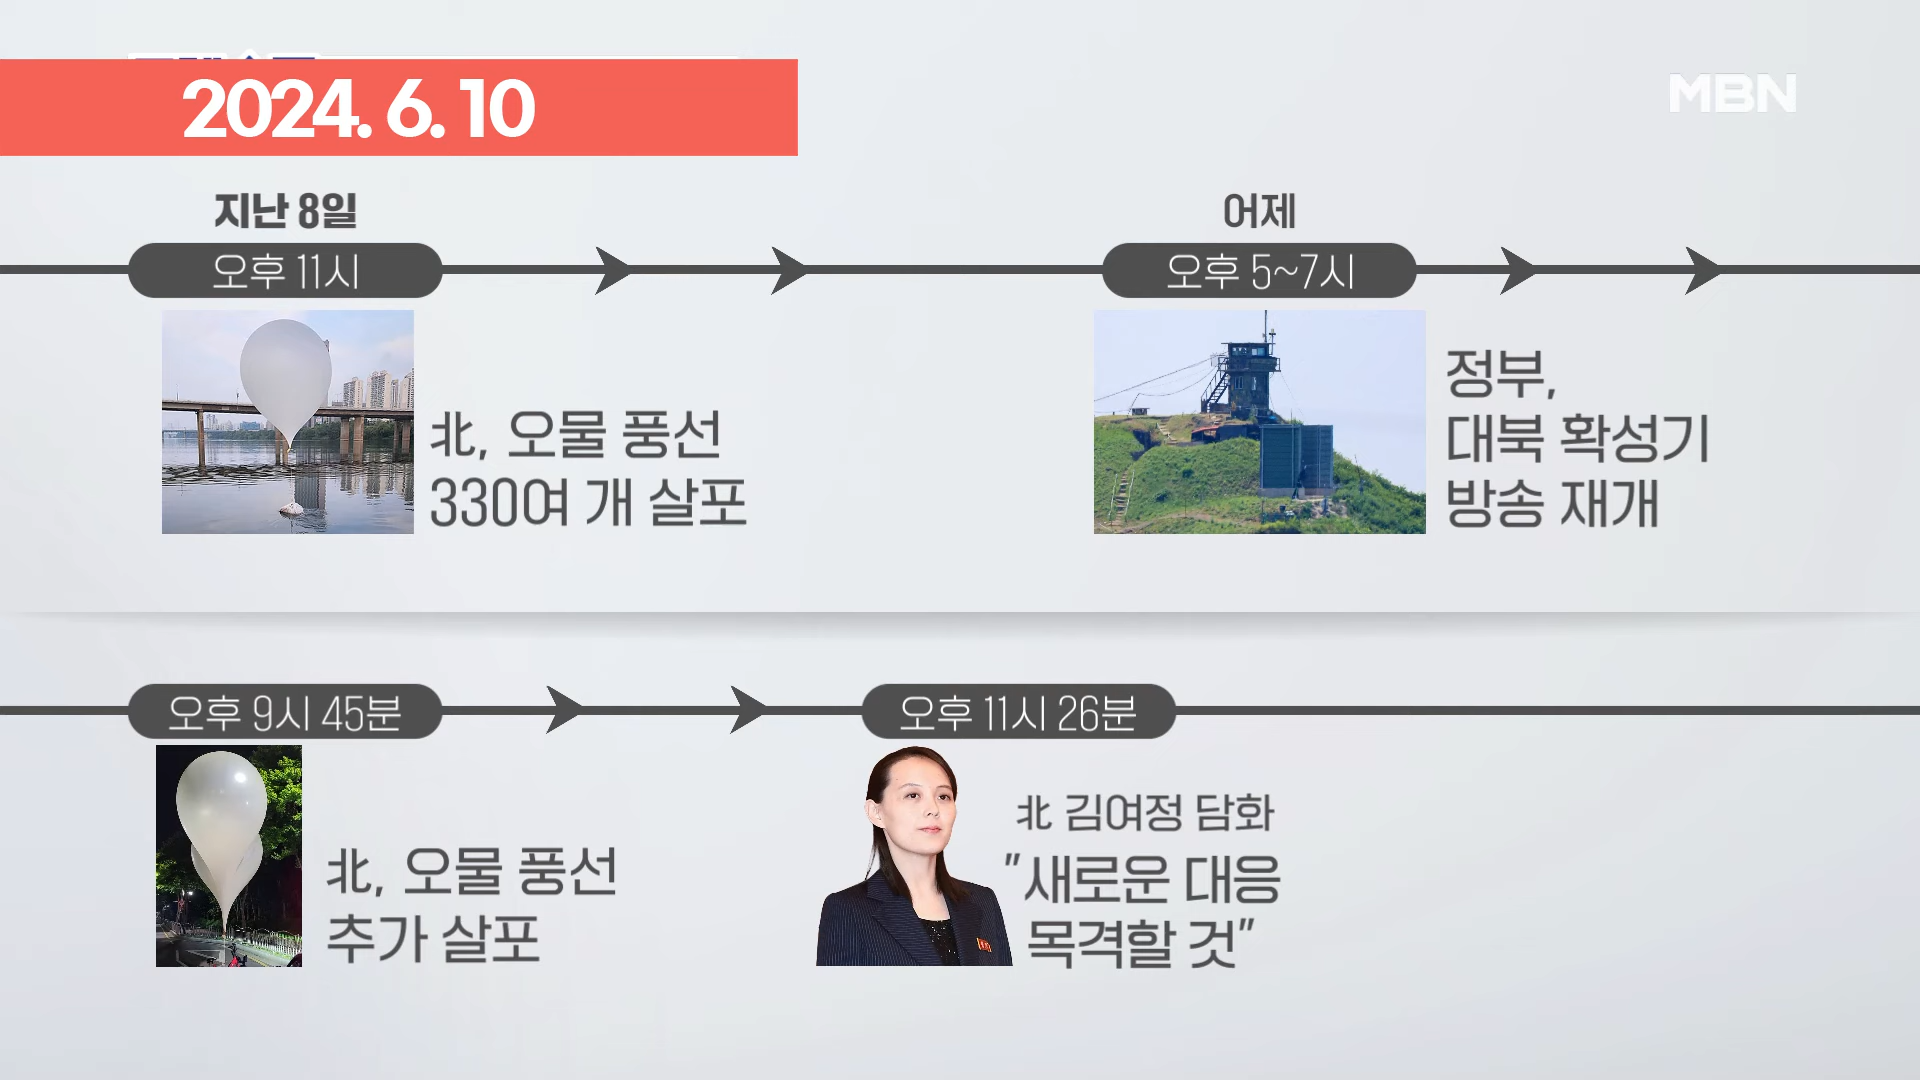 2024. 6. 10
MBN
지난 8일
오후 11시
北, 오물 풍선
330여 개 살포
어제
오후 5~7시
정부,
대북 확성기
방송 재개
오후 9시 45분
北, 오물 풍선
추가 살포
오후 11시 26분
北 김여정 담화
"새로운 대응
목격할 것"